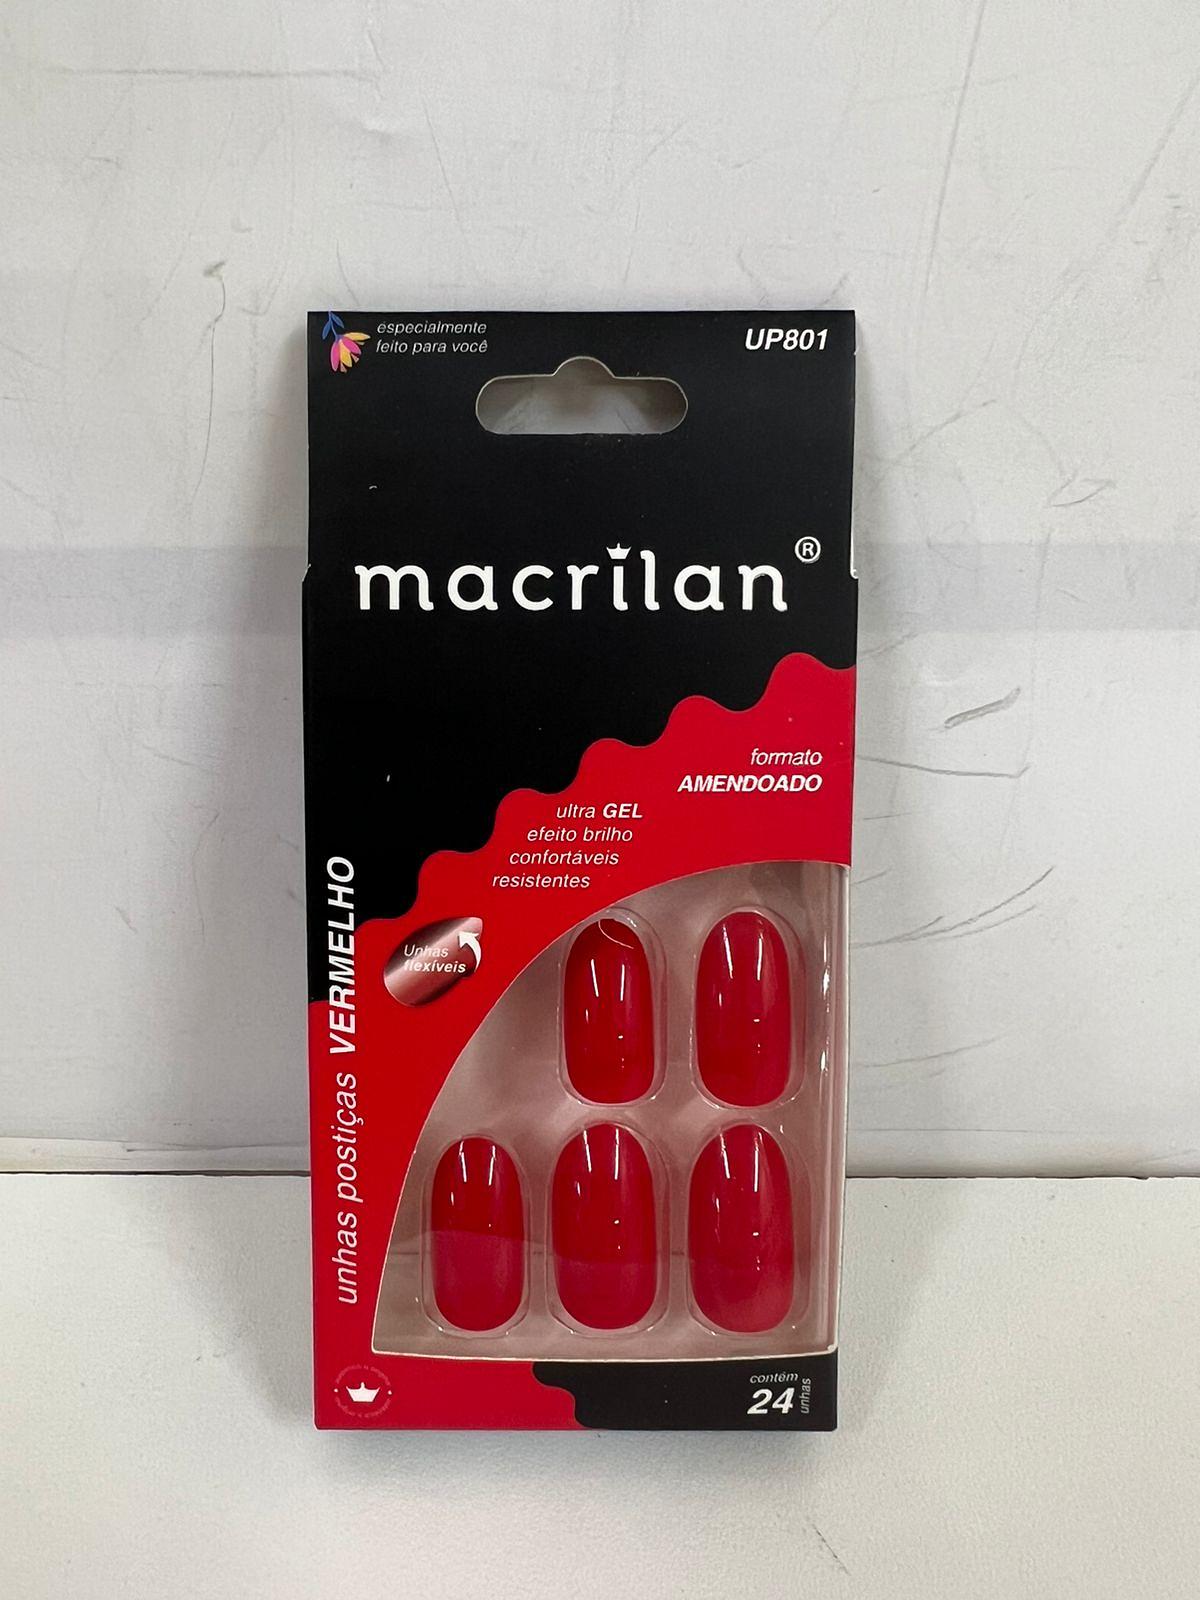 especialmente
feito para você
UP801
macrilan®
formato
AMENDOADO
ultra GEL
efeito brilho
confortáveis
resistentes
Unhas
flexíveis
unhas postiças VERMELHO
contém
24 unhas